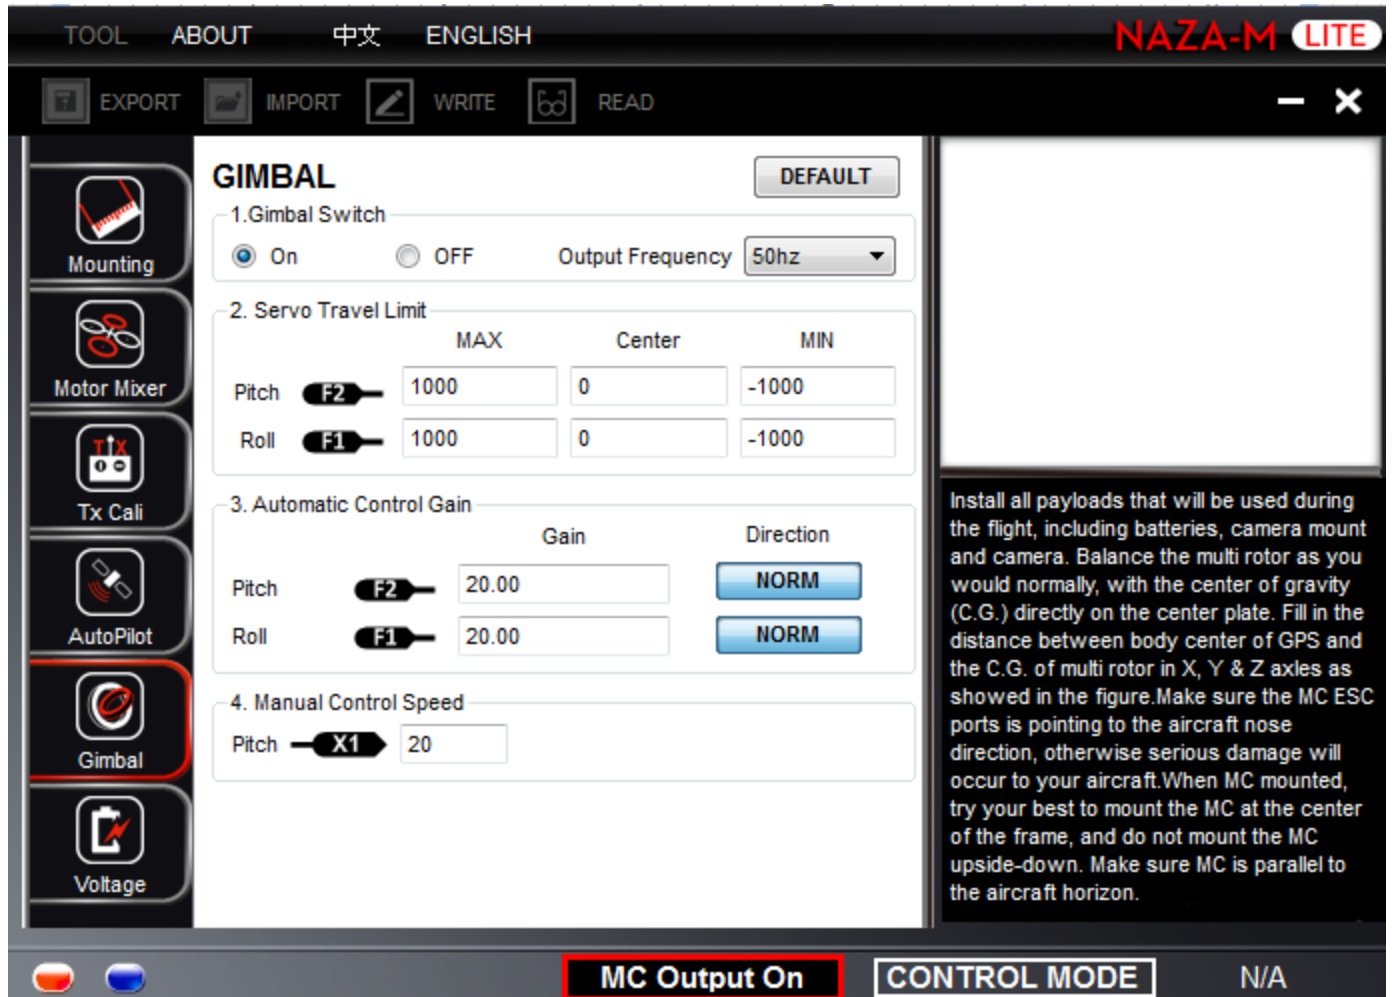 TOOL ABOUT 中文 ENGLISH NAZA-M LITE
EXPORT IMPORT WRITE READ
Mounting
Motor Mixer
Tx Cali
AutoPilot
Gimbal
Voltage
GIMBAL DEFAULT
1.Gimbal Switch
On OFF Output Frequency 50hz
2. Servo Travel Limit
MAX Center MIN
Pitch F2 1000 0 -1000
Roll F1 1000 0 -1000
3. Automatic Control Gain
Gain Direction
Pitch F2 20.00 NORM
Roll F1 20.00 NORM
4. Manual Control Speed
Pitch X1 20
Install all payloads that will be used during
the flight, including batteries, camera mount
and camera. Balance the multi rotor as you
would normally, with the center of gravity
(C.G.) directly on the center plate. Fill in the
distance between body center of GPS and
the C.G. of multi rotor in X, Y & Z axles as
showed in the figure.Make sure the MC ESC
ports is pointing to the aircraft nose
direction, otherwise serious damage will
occur to your aircraft.When MC mounted,
try your best to mount the MC at the center
of the frame, and do not mount the MC
upside-down. Make sure MC is parallel to
the aircraft horizon.
MC Output On CONTROL MODE N/A